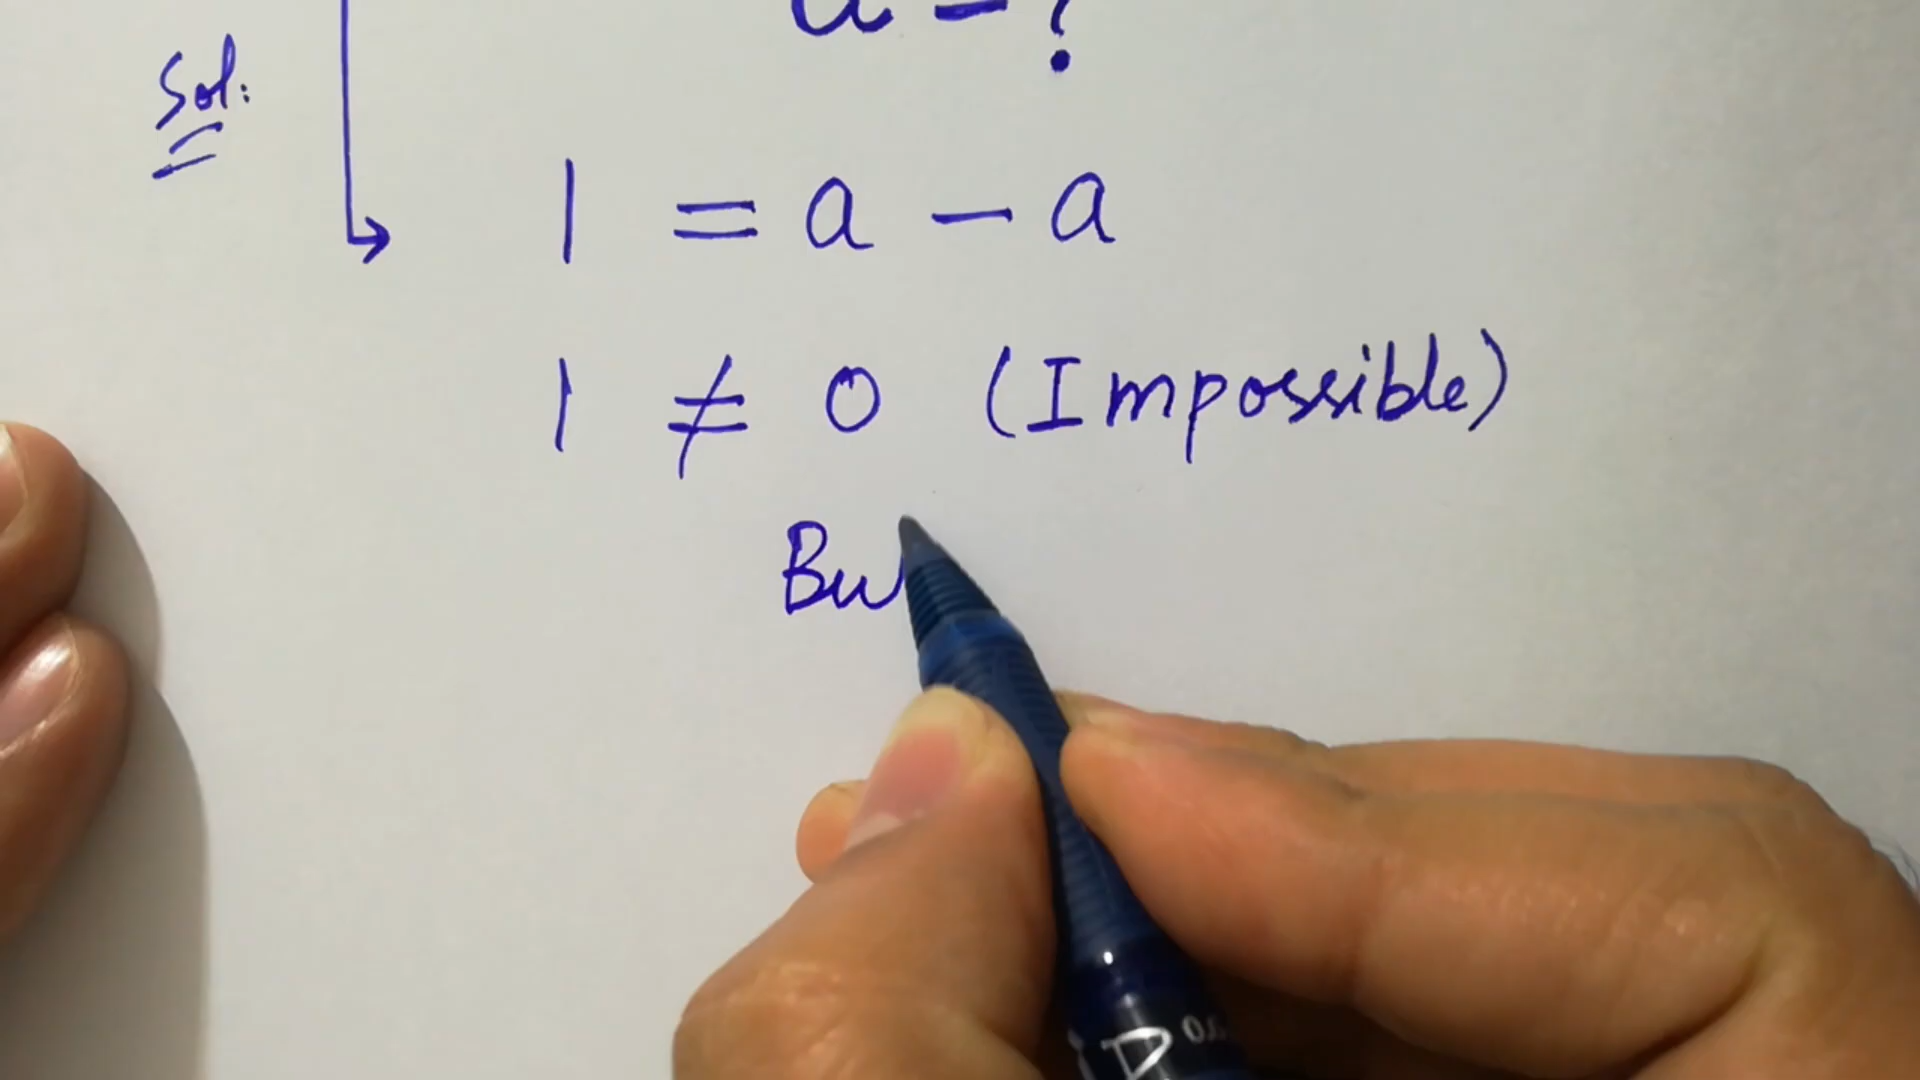 a = ?
Sol:
1 = a - a
1 ≠ 0 (Impossible)
Bu